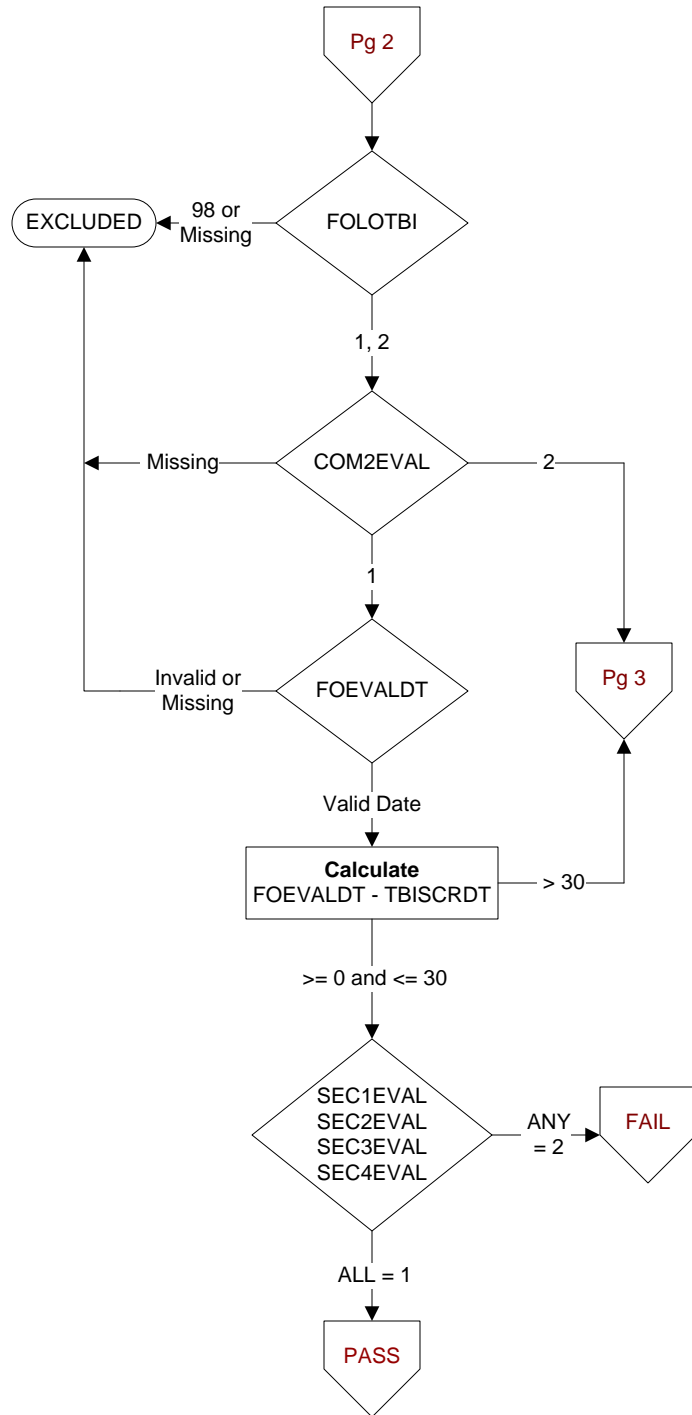 Pg 2
FOLOTBI
98 or
Missing
EXCLUDED
1, 2
COM2EVAL
Missing
2
1
FOEVALDT
Invalid or
Missing
Pg 3
Valid Date
Calculate
FOEVALDT - TBISCRDT
> 30
>= 0 and <= 30
SEC1EVAL
SEC2EVAL
SEC3EVAL
SEC4EVAL
ANY
= 2
FAIL
ALL = 1
PASS